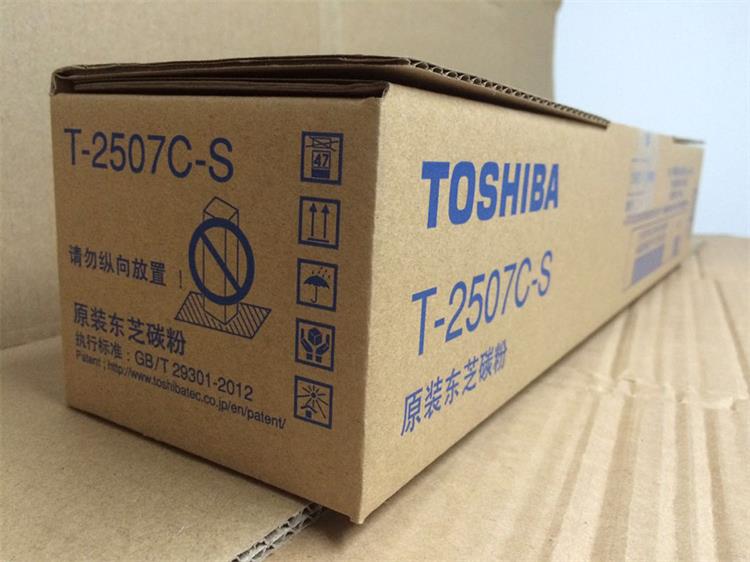 T-2507C-S
47
请勿纵向放置
!
原装东芝碳粉
执行标准：GB/T 29301-2012
Patent : http://www.toshibatec.co.jp/en/patent/
TOSHIBA
T-2507C-S
原装东芝碳粉